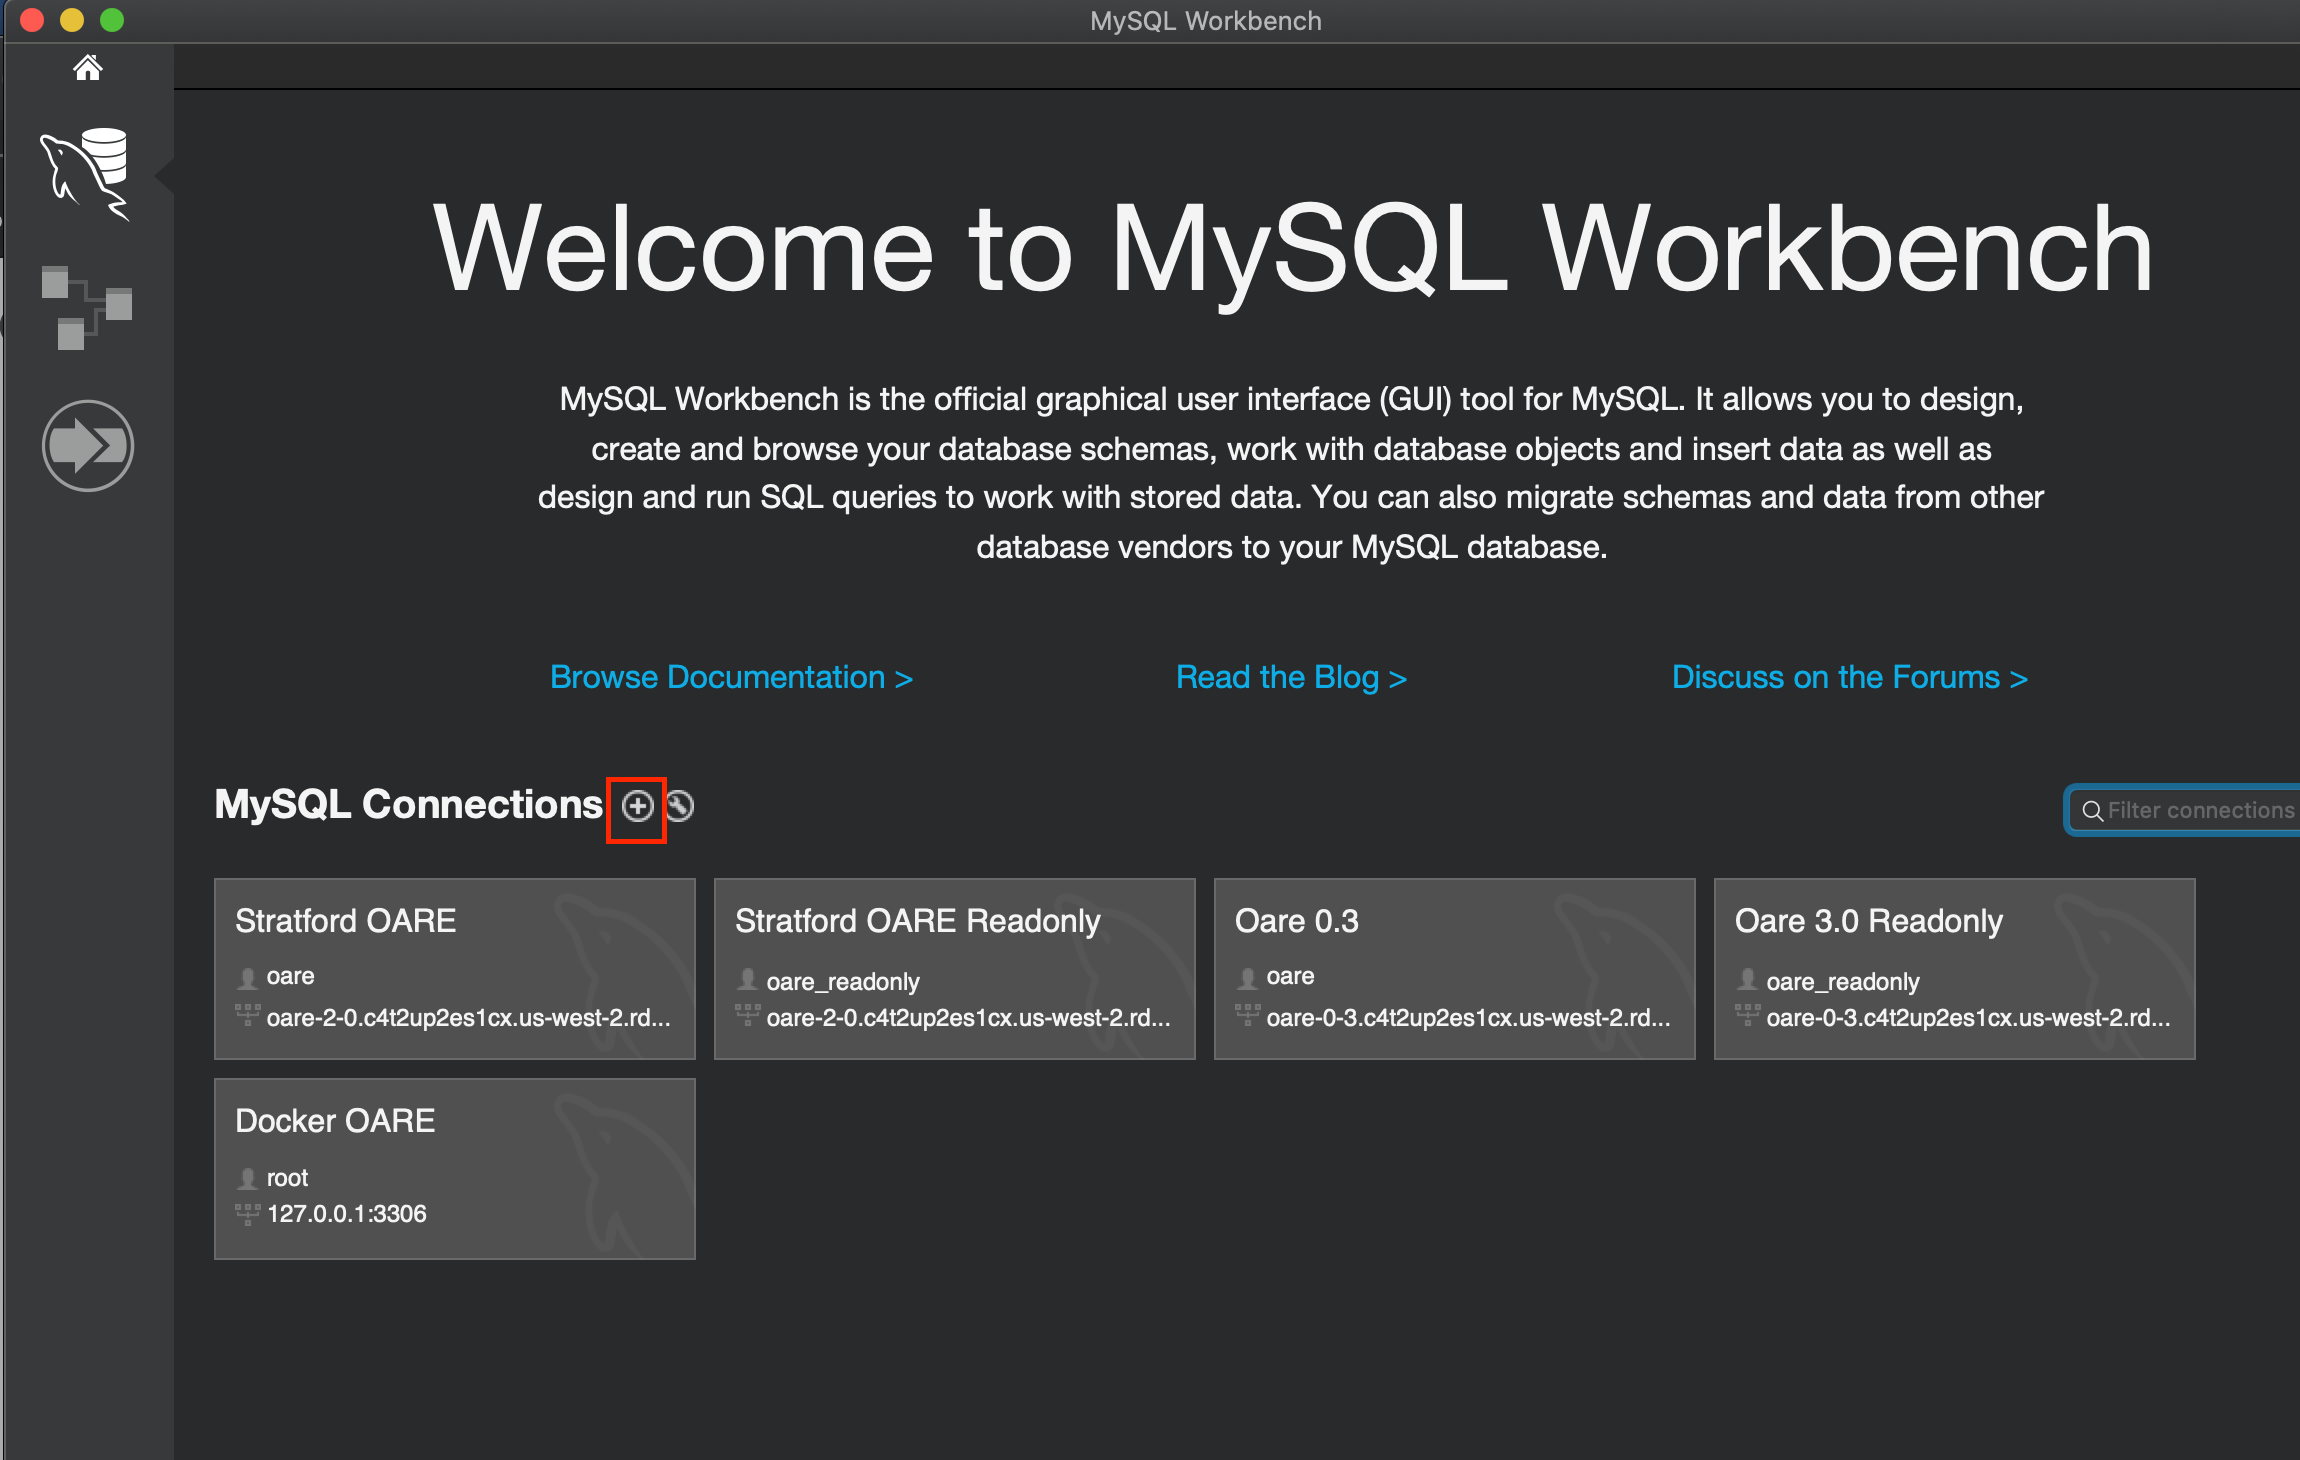 MySQL Workbench
Welcome to MySQL Workbench
MySQL Workbench is the official graphical user interface (GUI) tool for MySQL. It allows you to design,
create and browse your database schemas, work with database objects and insert data as well as
design and run SQL queries to work with stored data. You can also migrate schemas and data from other
database vendors to your MySQL database.
Browse Documentation >
Read the Blog >
Discuss on the Forums >
MySQL Connections
Filter connections
Stratford OARE
oare
oare-2-0.c4t2up2es1cx.us-west-2.rd...
Stratford OARE Readonly
oare_readonly
oare-2-0.c4t2up2es1cx.us-west-2.rd...
Oare 0.3
oare
oare-0-3.c4t2up2es1cx.us-west-2.rd...
Oare 3.0 Readonly
oare_readonly
oare-0-3.c4t2up2es1cx.us-west-2.rd...
Docker OARE
root
127.0.0.1:3306